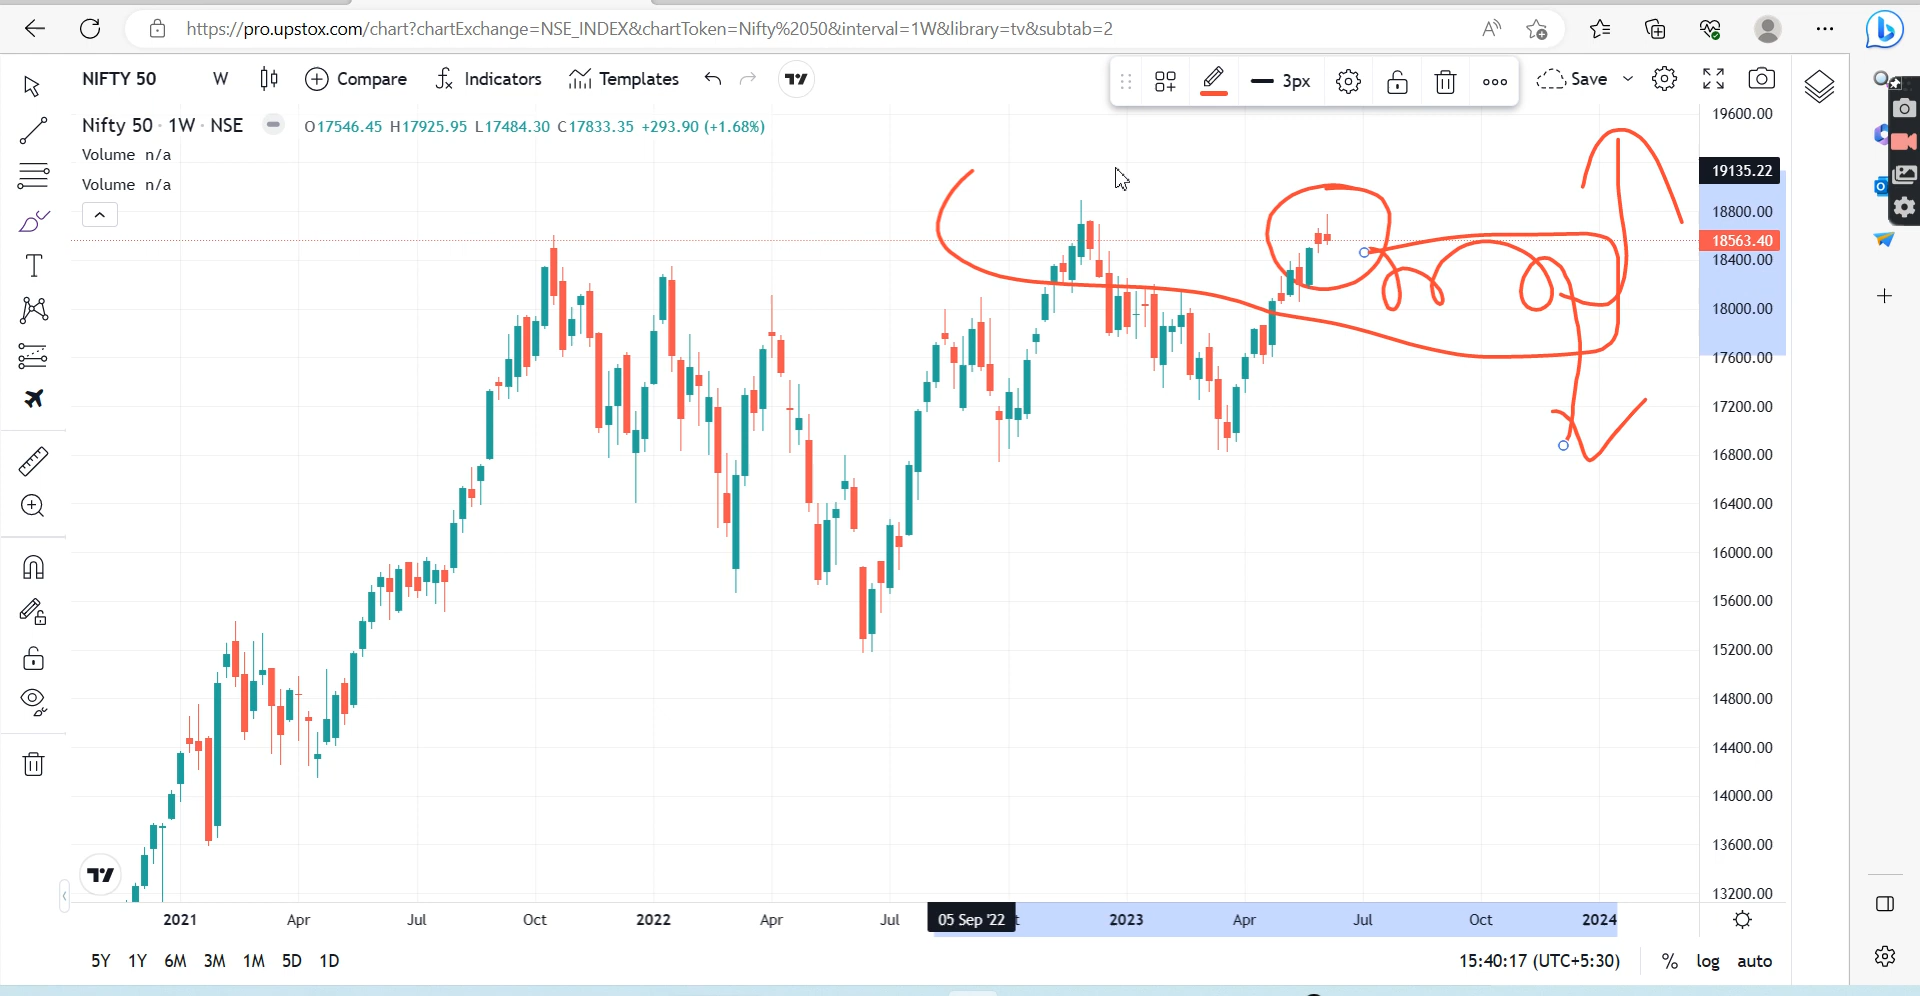 https://pro.upstox.com/chart?chartExchange=NSE_INDEX&chartToken=Nifty%2050&interval=1W&library=tv&subtab=2
NIFTY 50 W Compare Indicators Templates 3px Save
Nifty 50 · 1W · NSE O17546.45 H17925.95 L17484.30 C17833.35 +293.90 (+1.68%)
Volume n/a
Volume n/a
19600.00
19135.22
18800.00
18563.40
18400.00
18000.00
17600.00
17200.00
16800.00
16400.00
16000.00
15600.00
15200.00
14800.00
14400.00
14000.00
13600.00
13200.00
2021 Apr Jul Oct 2022 Apr Jul 05 Sep '22 2023 Apr Jul Oct 2024
5Y 1Y 6M 3M 1M 5D 1D 15:40:17 (UTC+5:30) % log auto